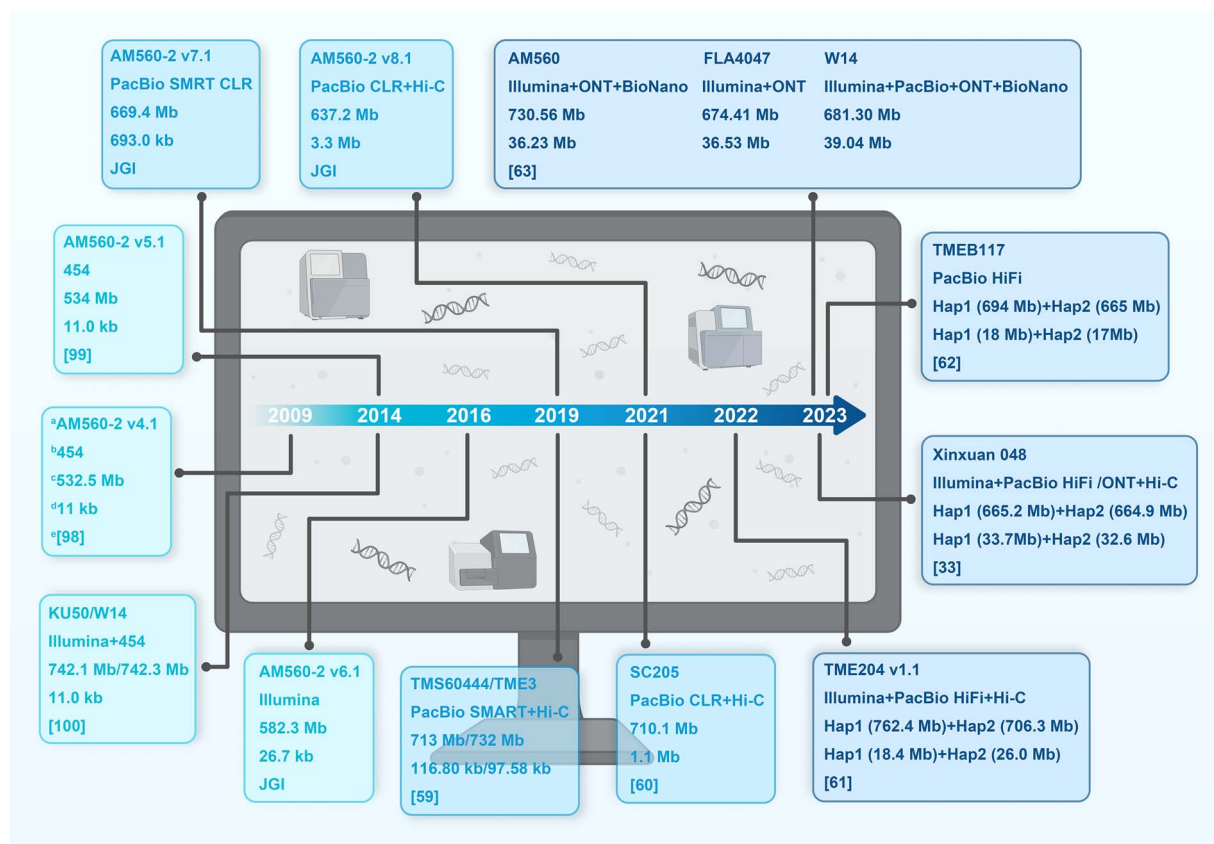 AM560-2 v7.1
PacBio SMRT CLR
669.4 Mb
693.0 kb
JGI
AM560-2 v8.1
PacBio CLR+Hi-C
637.2 Mb
3.3 Mb
JGI
AM560 FLA4047 W14
Illumina+ONT+BioNano Illumina+ONT Illumina+PacBio+ONT+BioNano
730.56 Mb 674.41 Mb 681.30 Mb
36.23 Mb 36.53 Mb 39.04 Mb
[63]
AM560-2 v5.1
454
534 Mb
11.0 kb
[99]
TMEB117
PacBio HiFi
Hap1 (694 Mb)+Hap2 (665 Mb)
Hap1 (18 Mb)+Hap2 (17Mb)
[62]
2009 2014 2016 2019 2021 2022 2023
ᵃAM560-2 v4.1
ᵇ454
ᶜ532.5 Mb
ᵈ11 kb
ᵉ[98]
Xinxuan 048
Illumina+PacBio HiFi /ONT+Hi-C
Hap1 (665.2 Mb)+Hap2 (664.9 Mb)
Hap1 (33.7Mb)+Hap2 (32.6 Mb)
[33]
KU50/W14
Illumina+454
742.1 Mb/742.3 Mb
11.0 kb
[100]
AM560-2 v6.1
Illumina
582.3 Mb
26.7 kb
JGI
TMS60444/TME3
PacBio SMART+Hi-C
713 Mb/732 Mb
116.80 kb/97.58 kb
[59]
SC205
PacBio CLR+Hi-C
710.1 Mb
1.1 Mb
[60]
TME204 v1.1
Illumina+PacBio HiFi+Hi-C
Hap1 (762.4 Mb)+Hap2 (706.3 Mb)
Hap1 (18.4 Mb)+Hap2 (26.0 Mb)
[61]